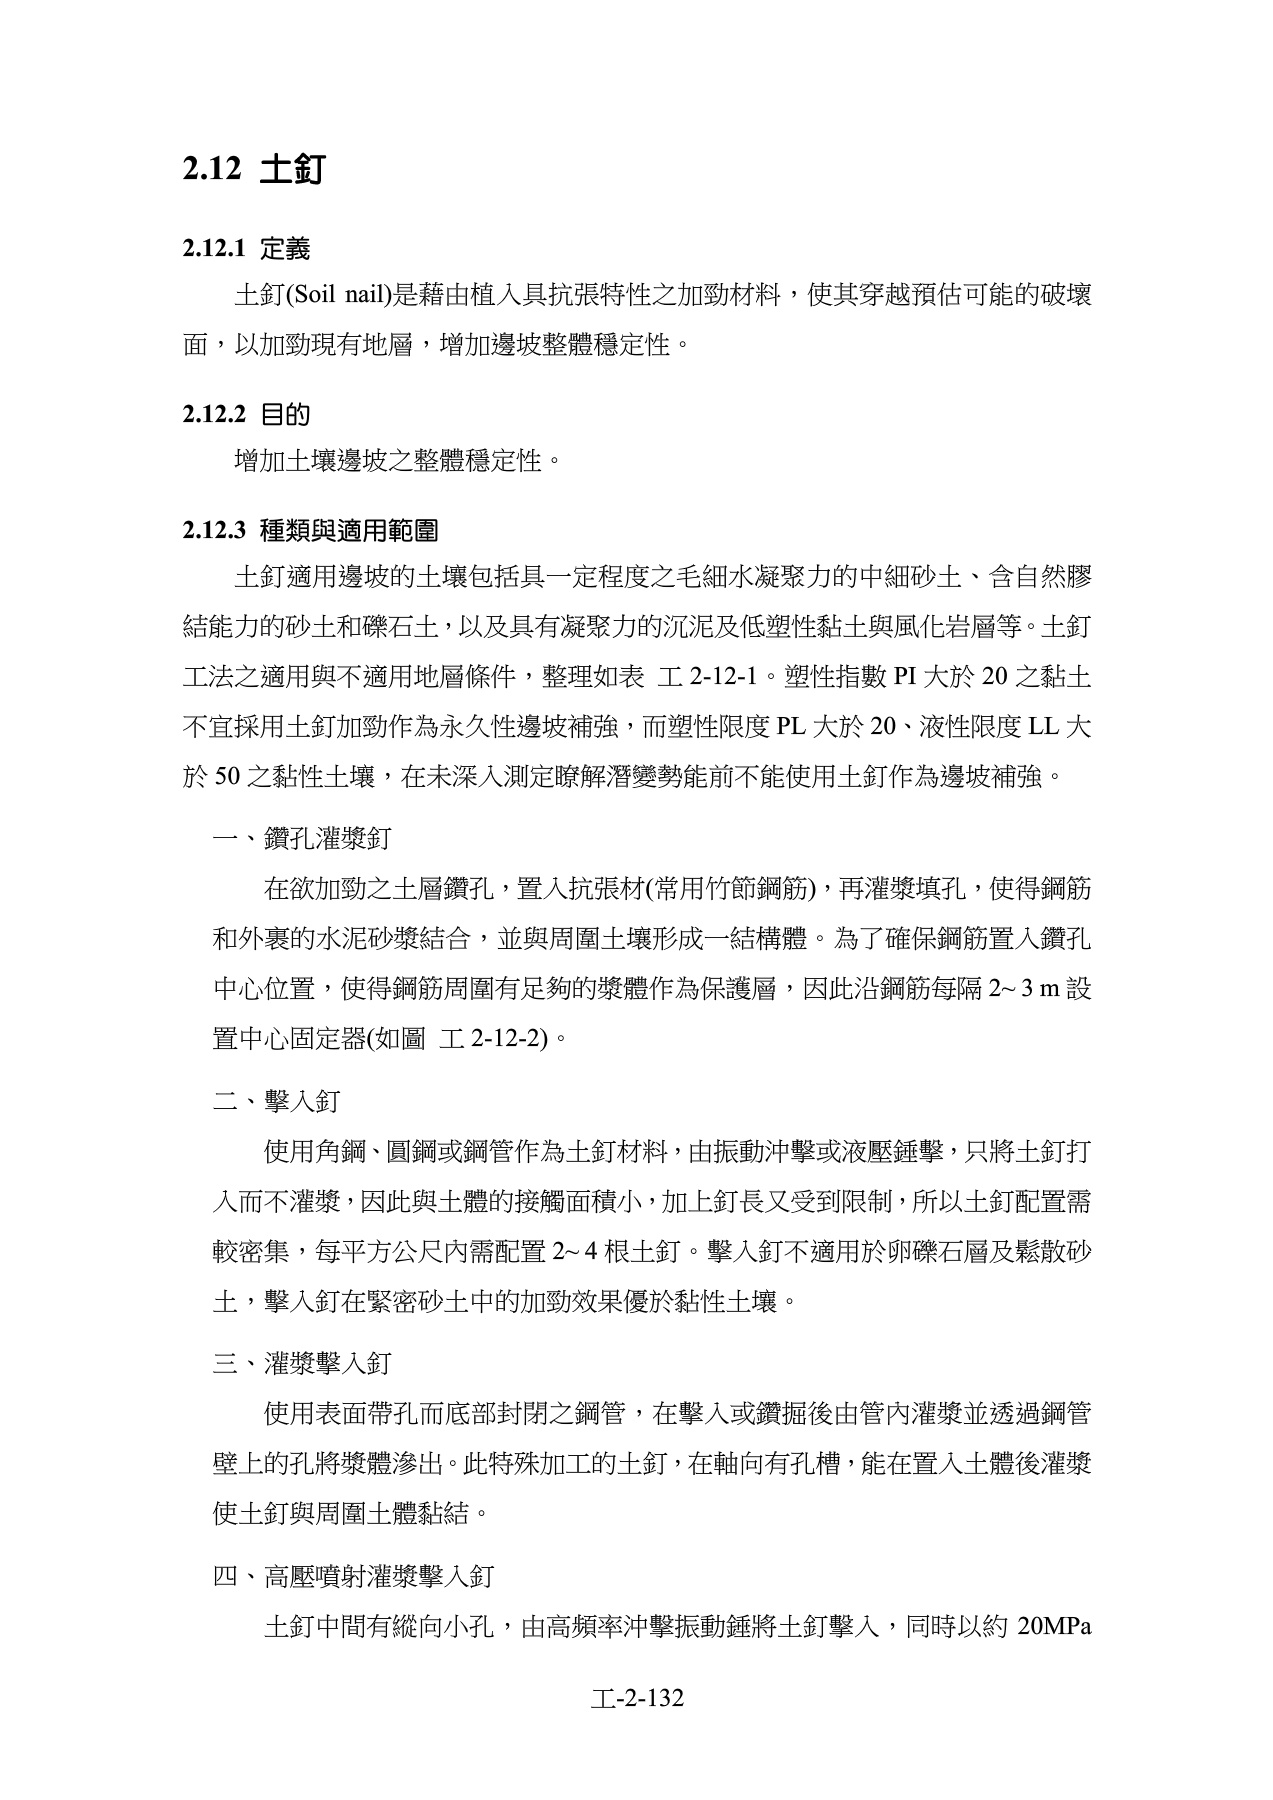 2.12 土釘
2.12.1 定義
土釘(Soil nail)是藉由植入具抗張特性之加勁材料，使其穿越預估可能的破壞
面，以加勁現有地層，增加邊坡整體穩定性。
2.12.2 目的
增加土壤邊坡之整體穩定性。
2.12.3 種類與適用範圍
土釘適用邊坡的土壤包括具一定程度之毛細水凝聚力的中細砂土、含自然膠
結能力的砂土和礫石土，以及具有凝聚力的沉泥及低塑性黏土與風化岩層等。土釘
工法之適用與不適用地層條件，整理如表 工 2-12-1。塑性指數 PI 大於 20 之黏土
不宜採用土釘加勁作為永久性邊坡補強，而塑性限度 PL 大於 20、液性限度 LL 大
於 50 之黏性土壤，在未深入測定瞭解潛變勢能前不能使用土釘作為邊坡補強。
一、鑽孔灌漿釘
在欲加勁之土層鑽孔，置入抗張材(常用竹節鋼筋)，再灌漿填孔，使得鋼筋
和外裹的水泥砂漿結合，並與周圍土壤形成一結構體。為了確保鋼筋置入鑽孔
中心位置，使得鋼筋周圍有足夠的漿體作為保護層，因此沿鋼筋每隔 2~ 3 m 設
置中心固定器(如圖 工 2-12-2)。
二、擊入釘
使用角鋼、圓鋼或鋼管作為土釘材料，由振動沖擊或液壓錘擊，只將土釘打
入而不灌漿，因此與土體的接觸面積小，加上釘長又受到限制，所以土釘配置需
較密集，每平方公尺內需配置 2~ 4 根土釘。擊入釘不適用於卵礫石層及鬆散砂
土，擊入釘在緊密砂土中的加勁效果優於黏性土壤。
三、灌漿擊入釘
使用表面帶孔而底部封閉之鋼管，在擊入或鑽掘後由管內灌漿並透過鋼管
壁上的孔將漿體滲出。此特殊加工的土釘，在軸向有孔槽，能在置入土體後灌漿
使土釘與周圍土體黏結。
四、高壓噴射灌漿擊入釘
土釘中間有縱向小孔，由高頻率沖擊振動錘將土釘擊入，同時以約 20MPa
工-2-132